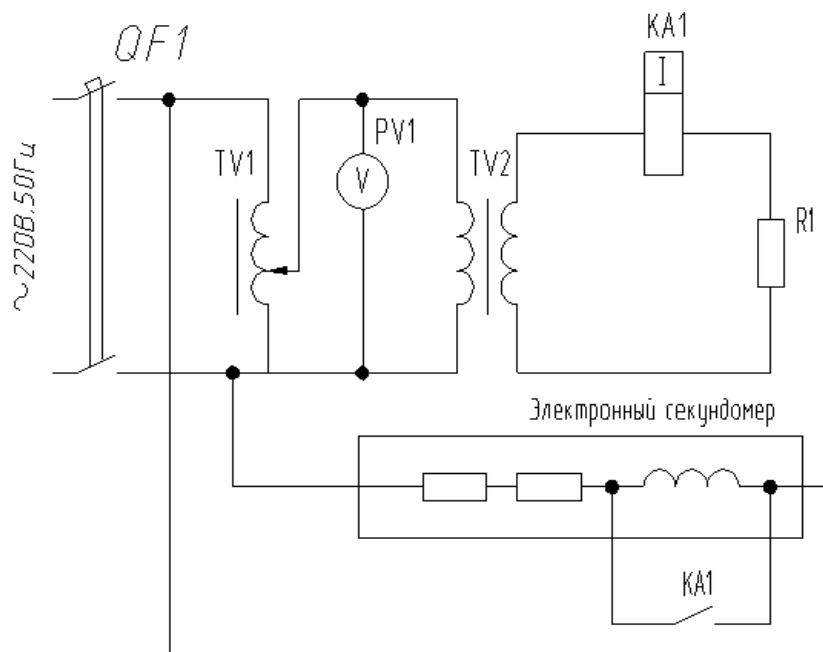 QF1
KA1
I
PV1
TV1
V
TV2
R1
~220В.50Гц
Электронный секундомер
KA1